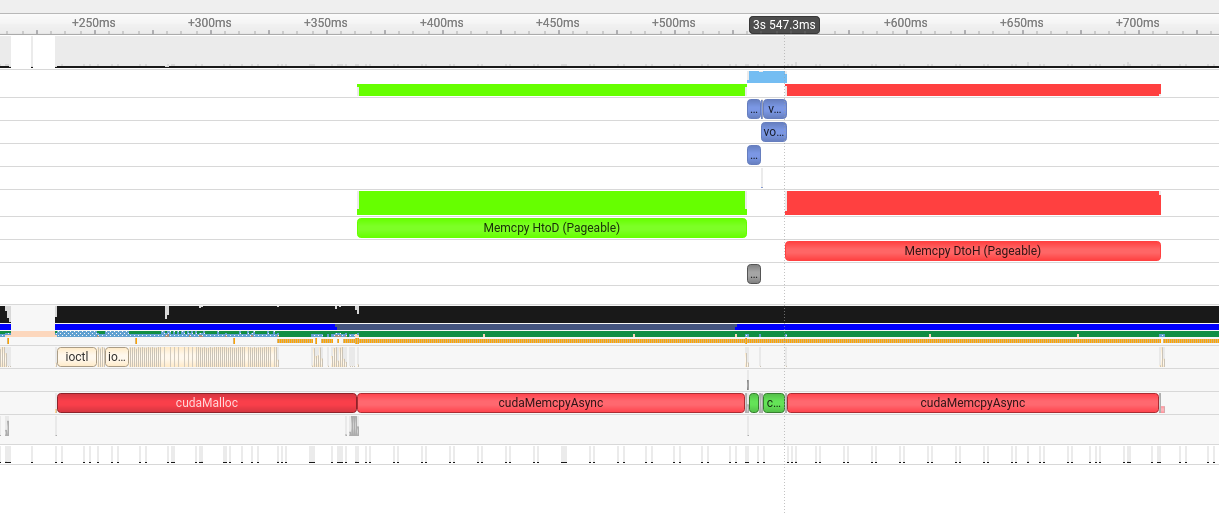 +250ms +300ms +350ms +400ms +450ms +500ms 3s 547.3ms +600ms +650ms +700ms
... v...
vo...
...
Memcpy HtoD (Pageable)
Memcpy DtoH (Pageable)
...
ioctl io...
cudaMalloc cudaMemcpyAsync c... cudaMemcpyAsync